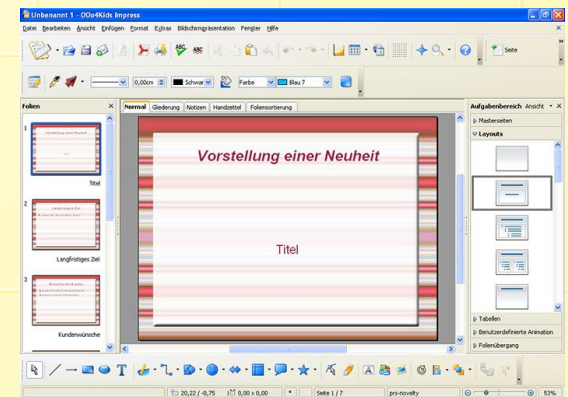 Unbenannt 1 - OOo4Kids Impress
Datei Bearbeiten Ansicht Einfügen Format Extras Bildschirmpräsentation Fenster Hilfe
Seite
0,00cm Schwarz Farbe Blau 7
Folien
Normal Gliederung Notizen Handzettel Foliensortierung
Aufgabenbereich Ansicht
1
Titel
2
Langfristiges Ziel
Langfristiges Ziel
3
Kundenwünsche
Vorstellung einer Neuheit
Titel
Masterseiten
Layouts
Tabellen
Benutzerdefinierte Animation
Folienübergang
20,22 / -0,75 0,00 x 0,00 * Seite 1 / 7 prs-novelty 53%